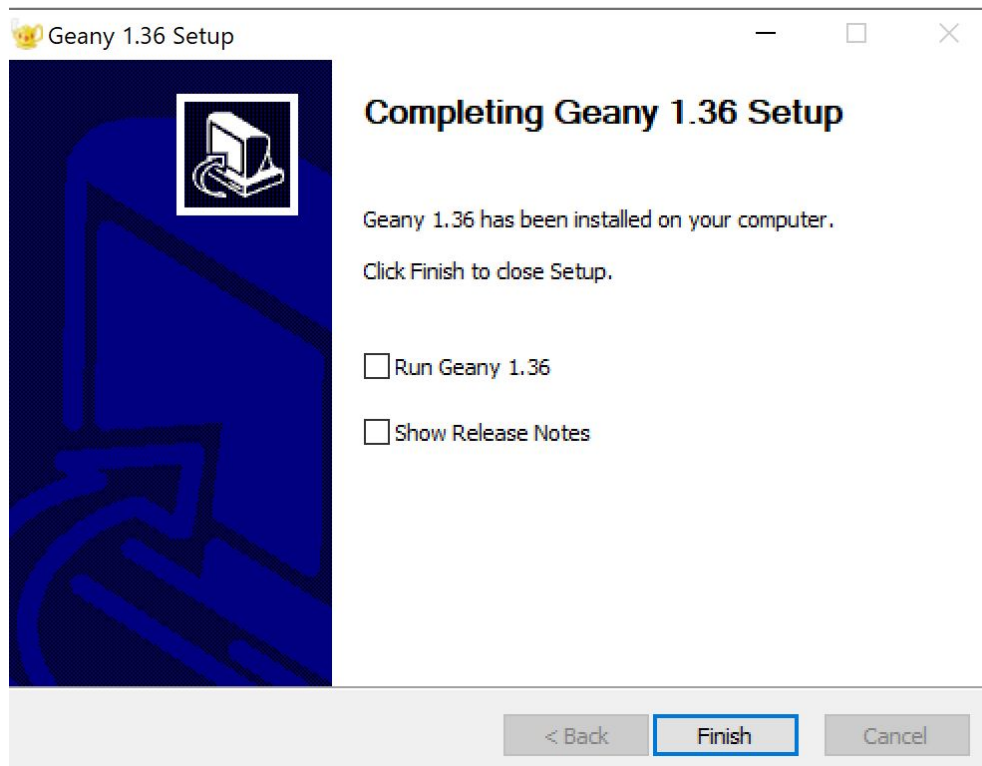 Geany 1.36 Setup
Completing Geany 1.36 Setup
Geany 1.36 has been installed on your computer.
Click Finish to close Setup.
Run Geany 1.36
Show Release Notes
< Back
Finish
Cancel